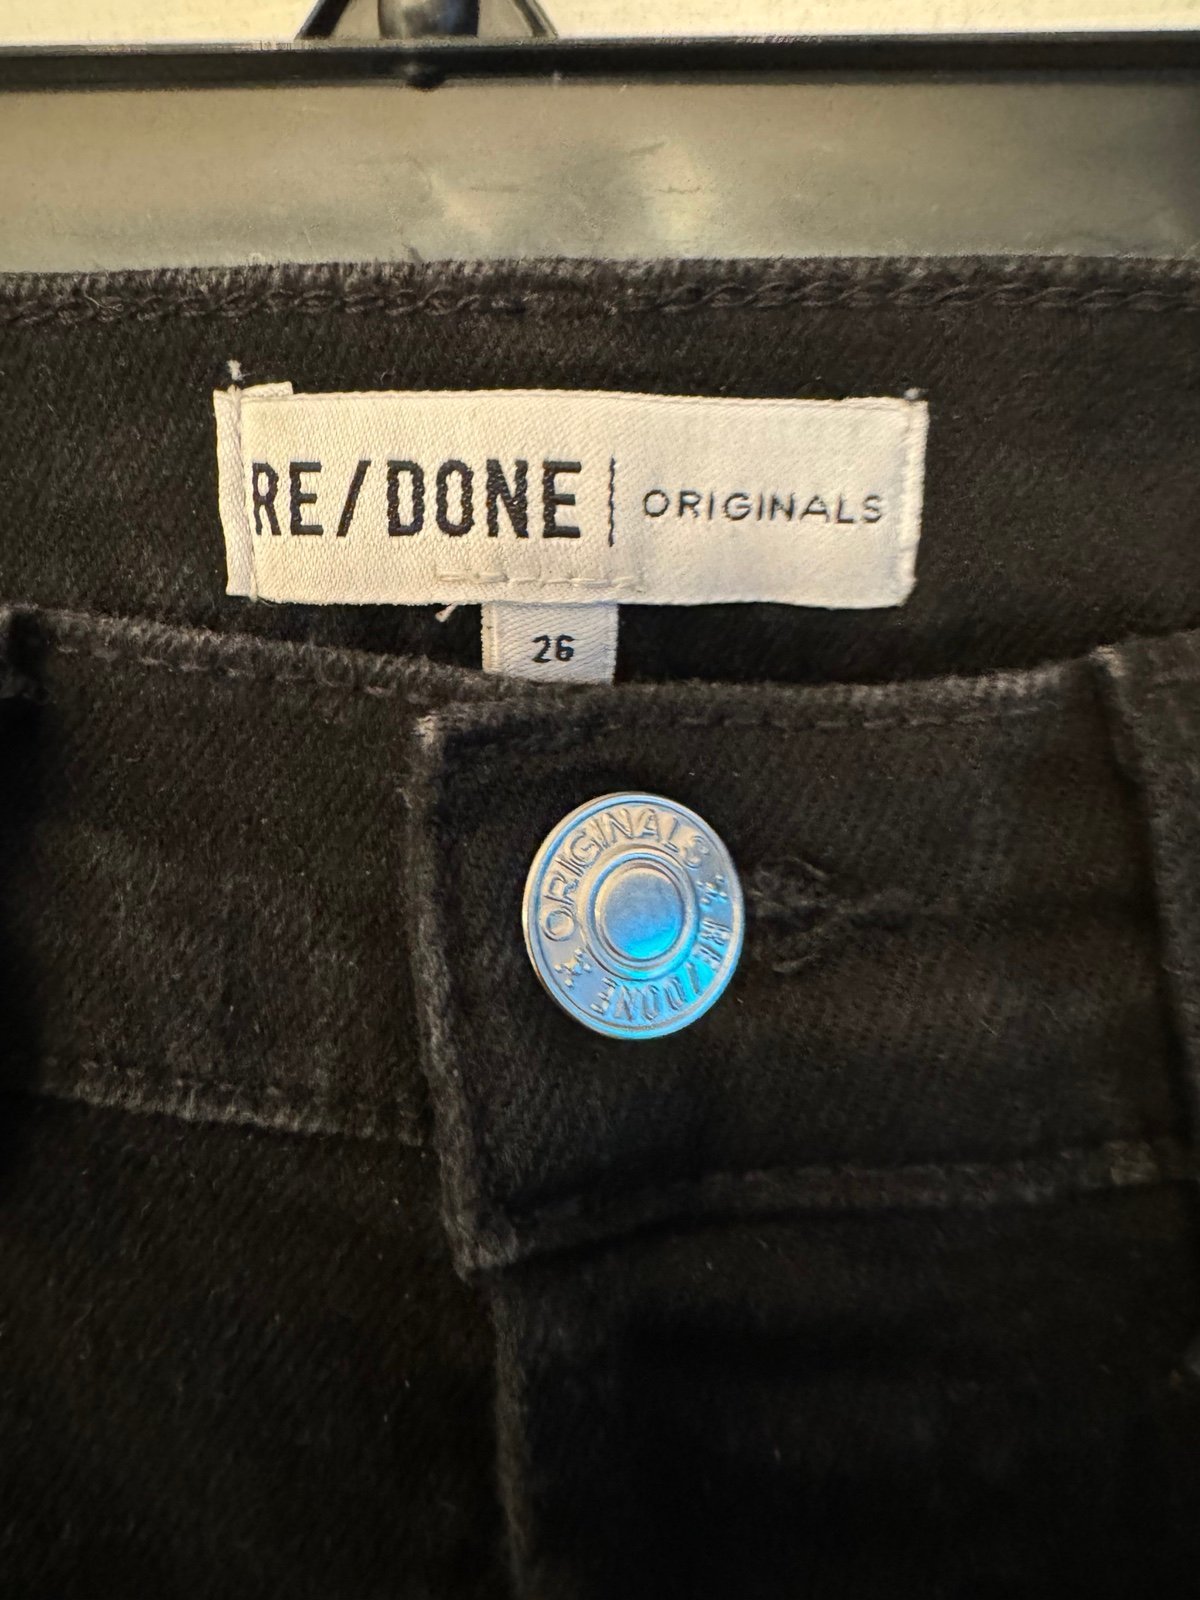 RE/DONE | ORIGINALS
26
ORIGINALS
RE/DONE